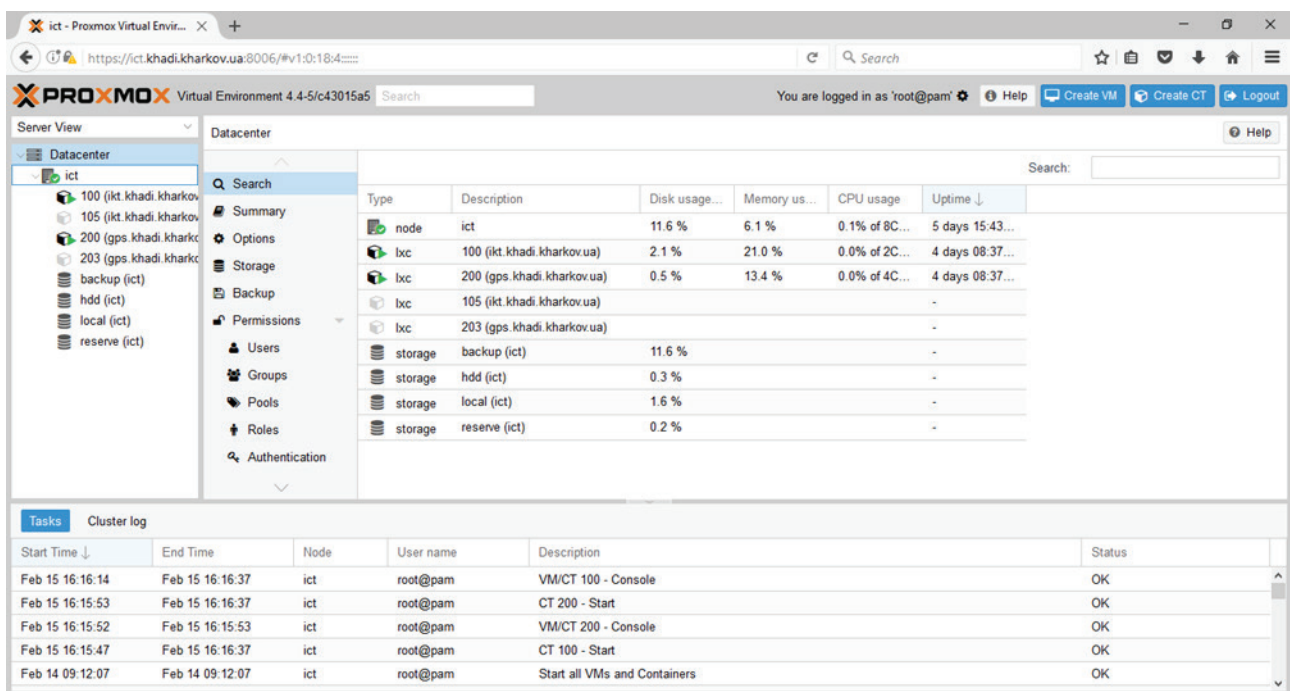 ict - Proxmox Virtual Envir...
https://ict.khadi.kharkov.ua:8006/#v1:0:18:4::::::
Search
PROXMOX Virtual Environment 4.4-5/c43015a5 Search You are logged in as 'root@pam' Help Create VM Create CT Logout
Server View
Datacenter
ict
100 (ikt.khadi.kharkov
105 (ikt.khadi.kharkov
200 (gps.khadi.kharkc
203 (gps.khadi.kharkc
backup (ict)
hdd (ict)
local (ict)
reserve (ict)
Datacenter Help
Search
Summary
Options
Storage
Backup
Permissions
Users
Groups
Pools
Roles
Authentication
Search:
Type Description Disk usage... Memory us... CPU usage Uptime ↓
node ict 11.6 % 6.1 % 0.1% of 8C... 5 days 15:43...
lxc 100 (ikt.khadi.kharkov.ua) 2.1 % 21.0 % 0.0% of 2C... 4 days 08:37...
lxc 200 (gps.khadi.kharkov.ua) 0.5 % 13.4 % 0.0% of 4C... 4 days 08:37...
lxc 105 (ikt.khadi.kharkov.ua) -
lxc 203 (gps.khadi.kharkov.ua) -
storage backup (ict) 11.6 % -
storage hdd (ict) 0.3 % -
storage local (ict) 1.6 % -
storage reserve (ict) 0.2 % -
Tasks Cluster log
Start Time ↓ End Time Node User name Description Status
Feb 15 16:16:14 Feb 15 16:16:37 ict root@pam VM/CT 100 - Console OK
Feb 15 16:15:53 Feb 15 16:16:37 ict root@pam CT 200 - Start OK
Feb 15 16:15:52 Feb 15 16:15:53 ict root@pam VM/CT 200 - Console OK
Feb 15 16:15:47 Feb 15 16:16:37 ict root@pam CT 100 - Start OK
Feb 14 09:12:07 Feb 14 09:12:07 ict root@pam Start all VMs and Containers OK